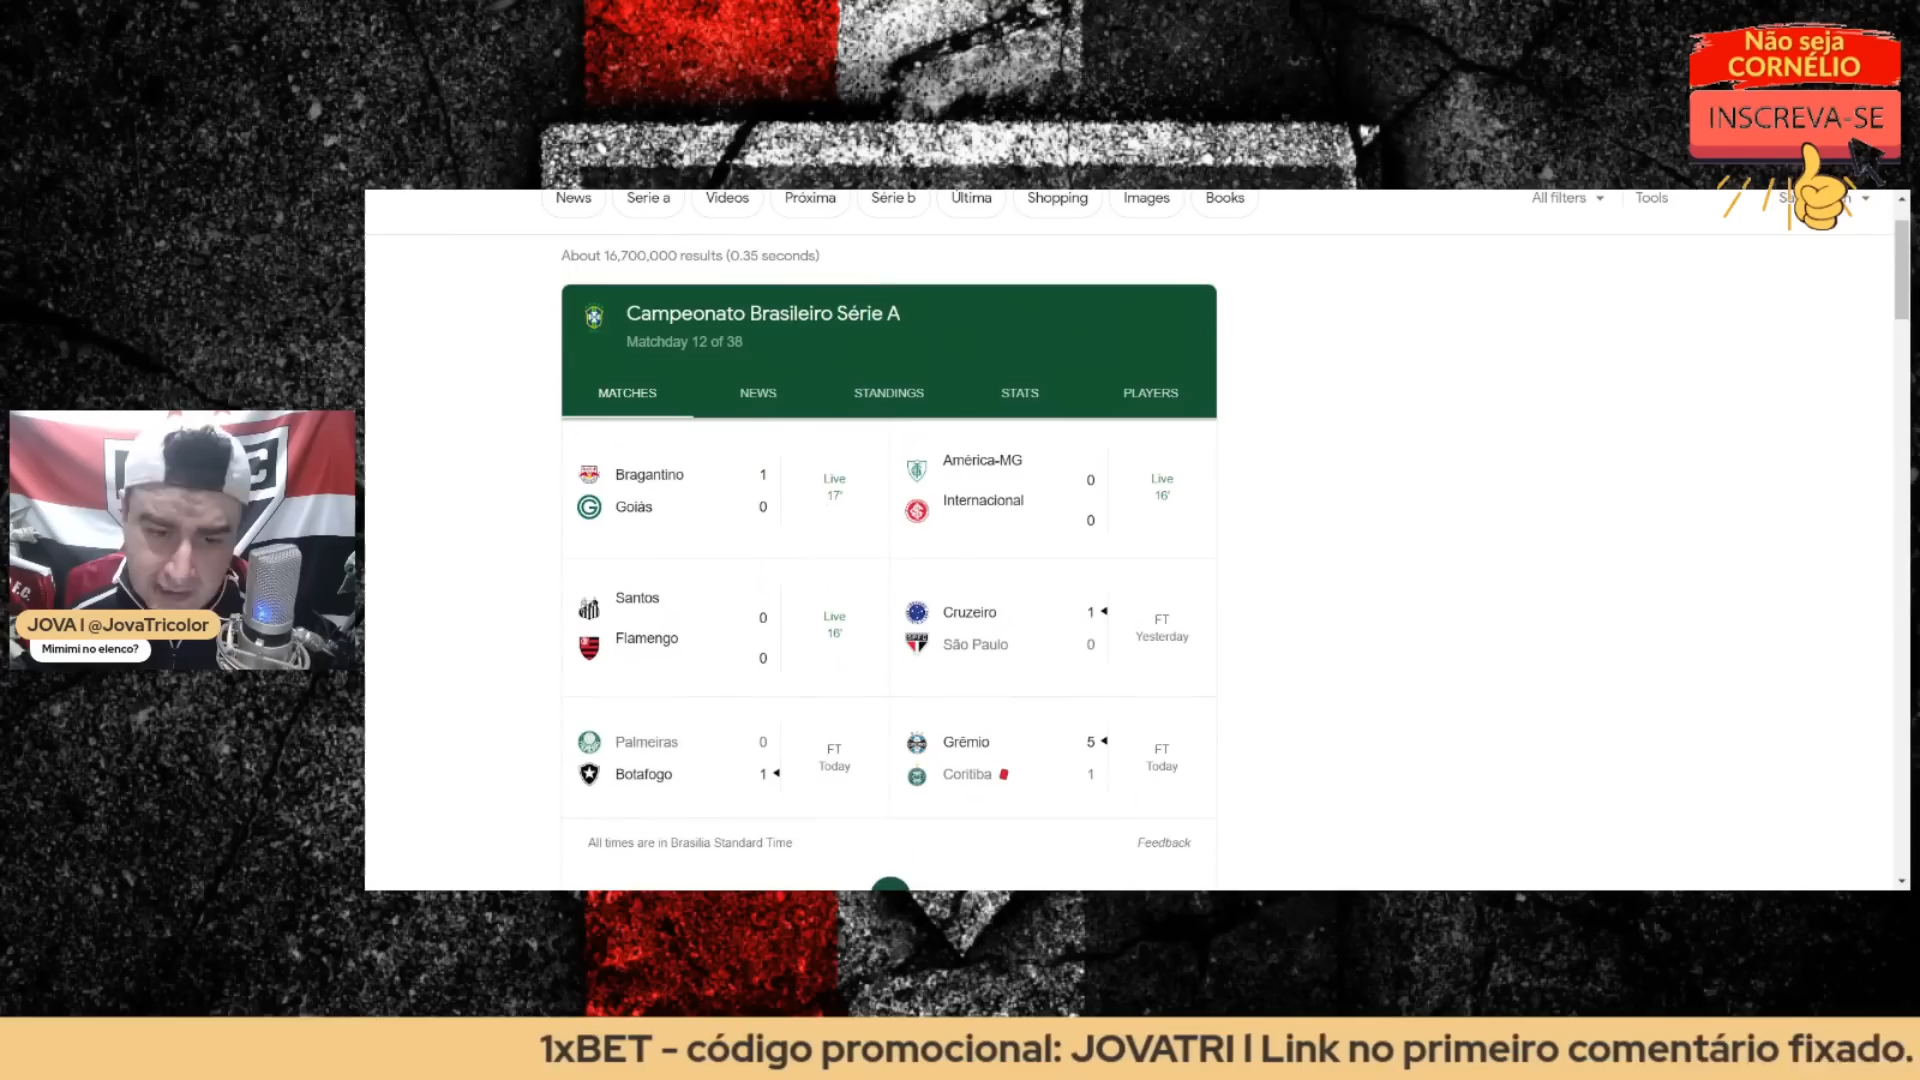 Não seja
CORNÉLIO
INSCREVA-SE
News Serie a Videos Próxima Série b Última Shopping Images Books All filters Tools
About 16,700,000 results (0.35 seconds)
Campeonato Brasileiro Série A
Matchday 12 of 38
MATCHES NEWS STANDINGS STATS PLAYERS
Bragantino 1
Goiás 0
Live
17'
América-MG 0
Internacional 0
Live
16'
Santos 0
Flamengo 0
Live
16'
Cruzeiro 1
São Paulo 0
FT
Yesterday
Palmeiras 0
Botafogo 1
FT
Today
Grêmio 5
Coritiba 1
FT
Today
All times are in Brasilia Standard Time
Feedback
F.C.
C
JOVA | @JovaTricolor
Mimimi no elenco?
1xBET - código promocional: JOVATRI | Link no primeiro comentário fixado.